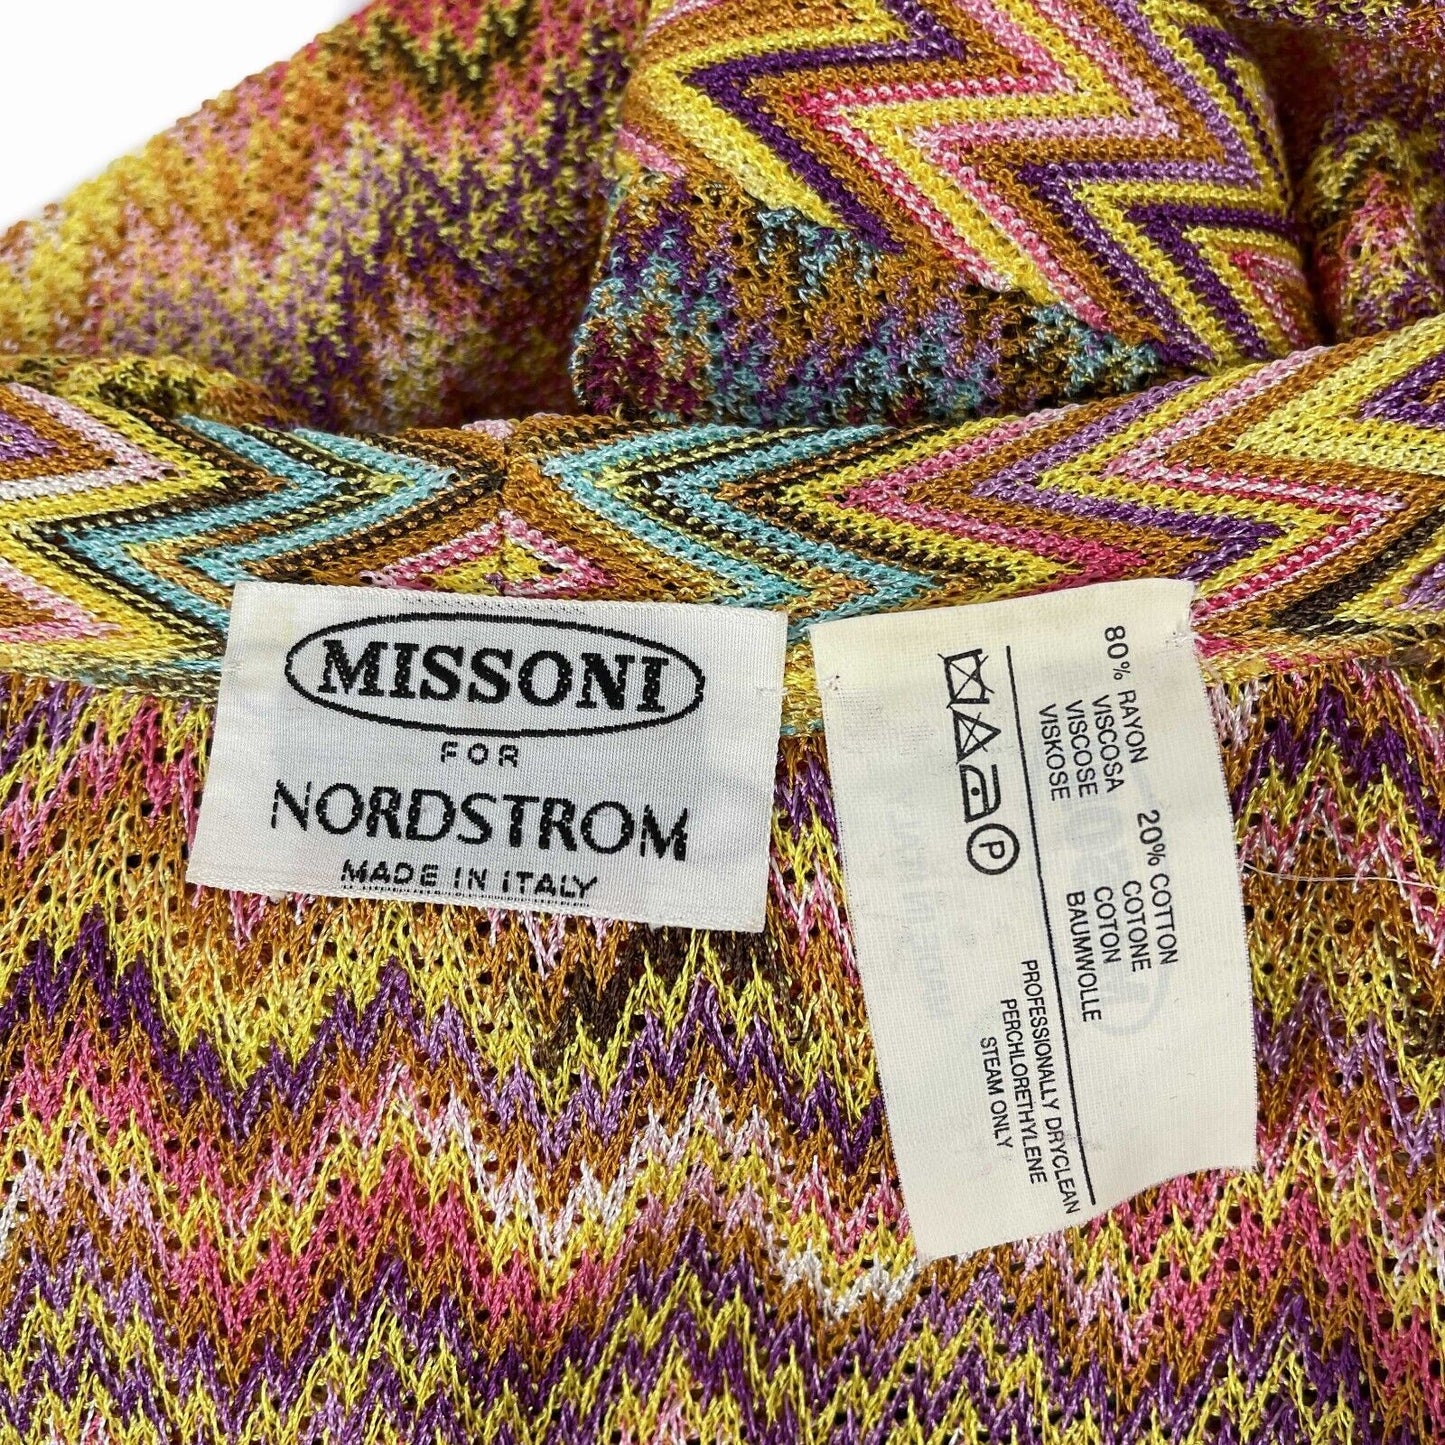 MISSONI
FOR
NORDSTROM
MADE IN ITALY
80% RAYON 20% COTTON
VISCOSA COTONE
VISCOSE COTON
VISKOSE BAUMWOLLE
P
PROFESSIONALLY DRYCLEAN
PERCHLORETHYLENE
STEAM ONLY